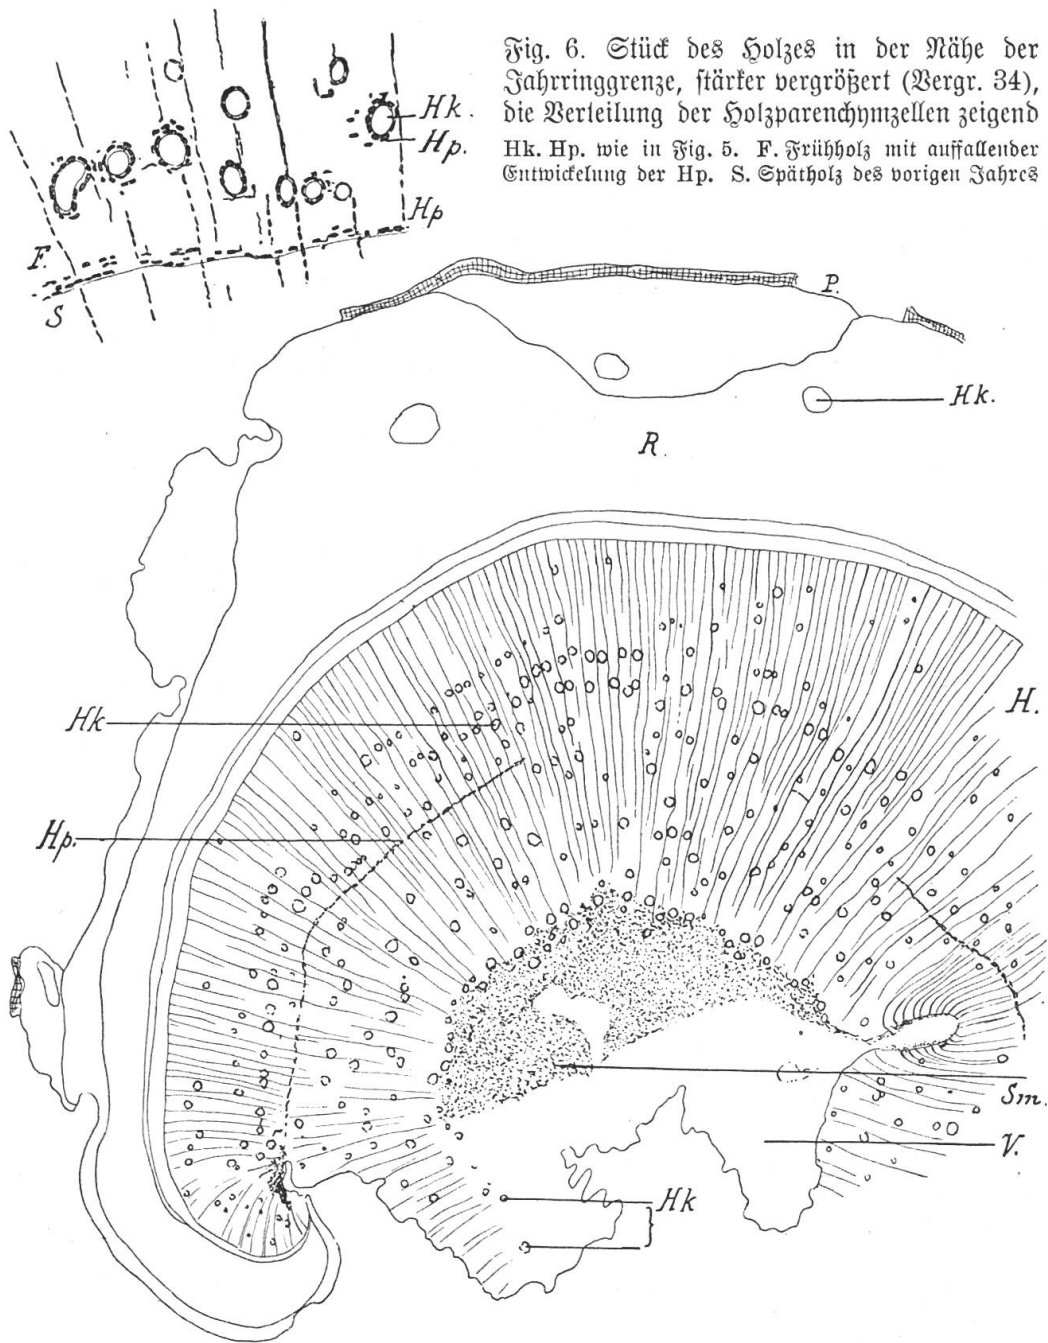 Fig. 6. Stück des Holzes in der Nähe der
Jahrringgrenze, stärker vergrößert (Vergr. 34),
die Verteilung der Holzparenchymzellen zeigend
Hk. Hp. wie in Fig. 5. F. Frühholz mit auffallender
Entwickelung der Hp. S. Spätholz des vorigen Jahres
Hk.
Hp.
Hp
F.
S
P.
Hk.
R.
Hk
H.
Hp.
Sm.
V.
Hk